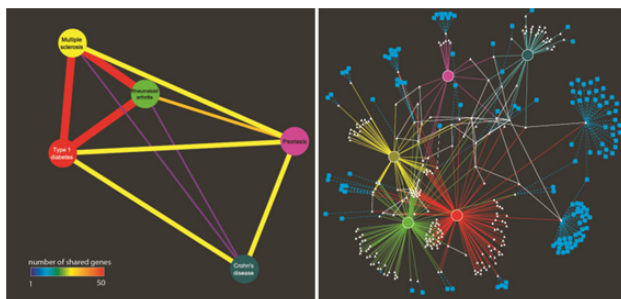 Multiple
sclerosis
Rheumatoid
arthritis
Psoriasis
Type 1
diabetes
Crohn's
disease
number of shared genes
1
50